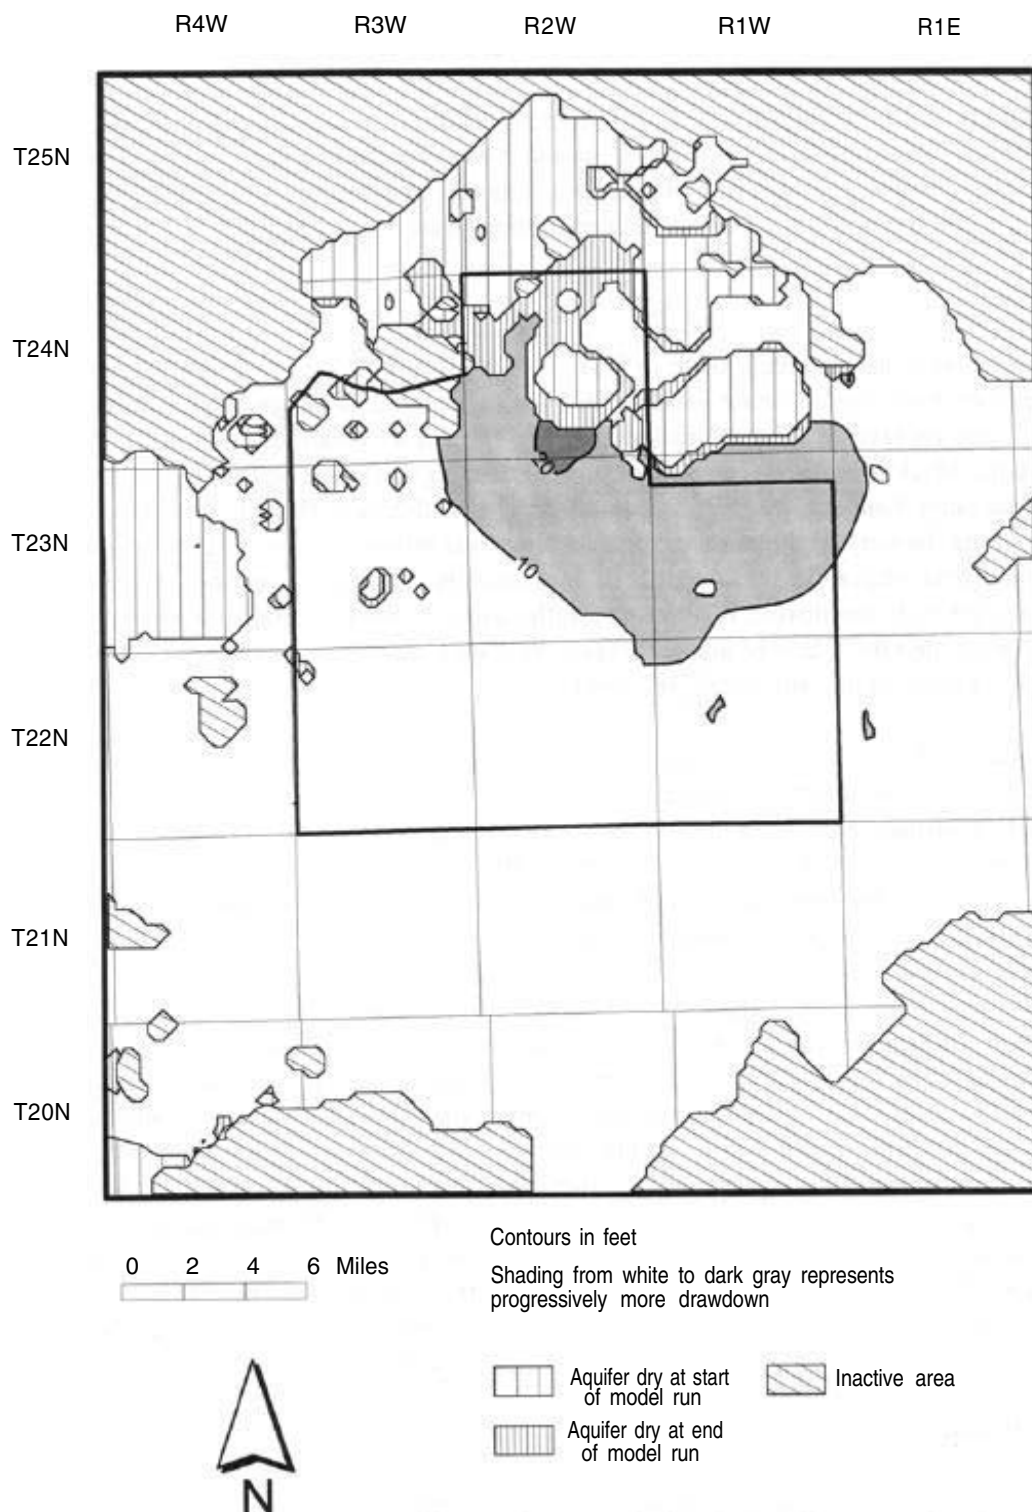 R4W R3W R2W R1W R1E
T25N
T24N
T23N
T22N
T21N
T20N
10
0 2 4 6 Miles
Contours in feet
Shading from white to dark gray represents
progressively more drawdown
Aquifer dry at start
of model run
Inactive area
Aquifer dry at end
of model run
N